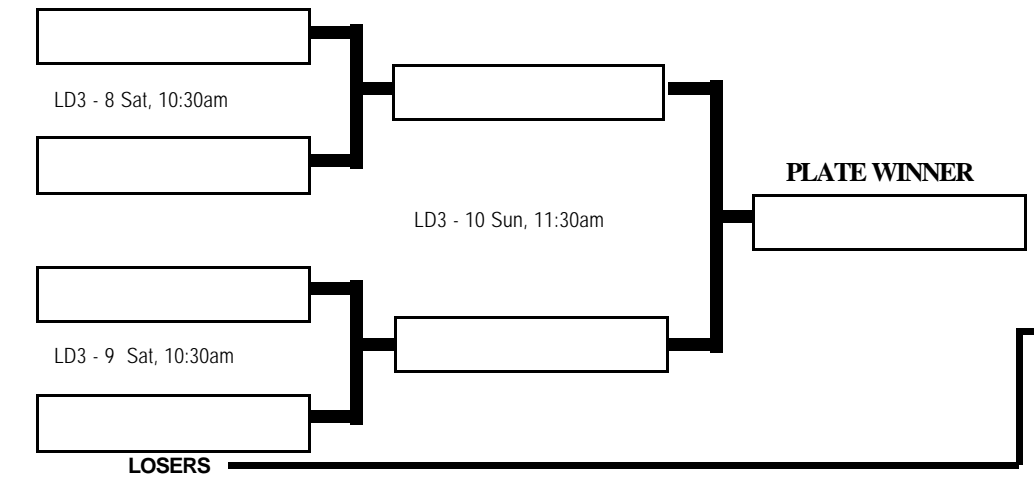 LD3 - 8 Sat, 10:30am
PLATE WINNER
LD3 - 10 Sun, 11:30am
LD3 - 9  Sat, 10:30am
LOSERS